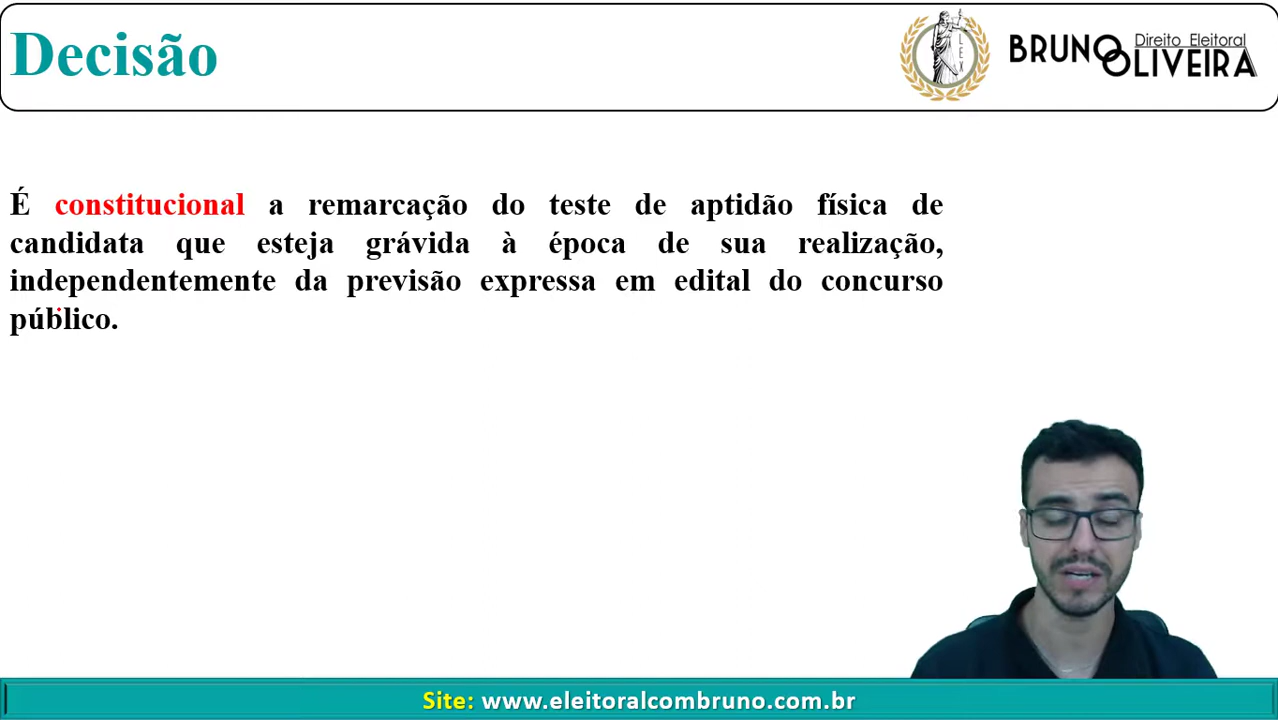 Decisão
LEX
BRUNO Direito Eleitoral
OLIVEIRA
É constitucional a remarcação do teste de aptidão física de
candidata que esteja grávida à época de sua realização,
independentemente da previsão expressa em edital do concurso
público.
Site: www.eleitoralcombruno.com.br